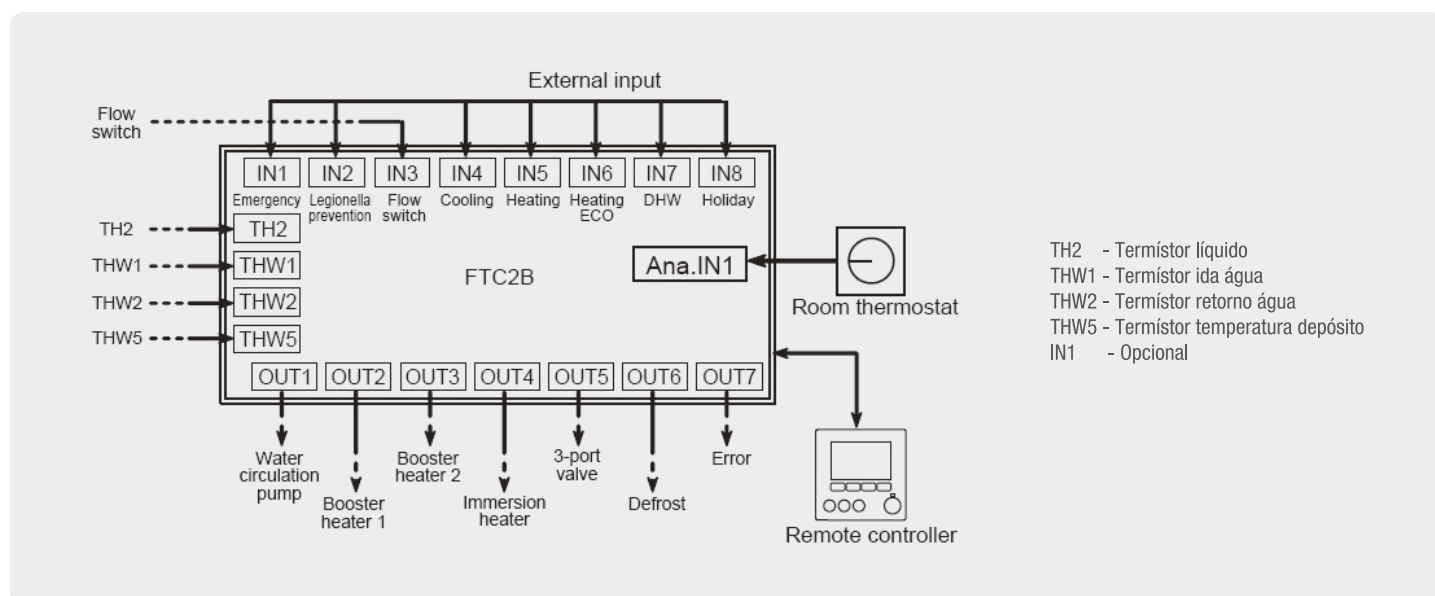 External input
Flow
switch
IN1 IN2 IN3 IN4 IN5 IN6 IN7 IN8
Emergency
Legionella
prevention
Flow
switch
Cooling
Heating
Heating
ECO
DHW
Holiday
TH2 TH2
THW1 THW1
THW2 THW2
THW5 THW5
FTC2B
Ana.IN1
Room thermostat
OUT1 OUT2 OUT3 OUT4 OUT5 OUT6 OUT7
Water
circulation
pump
Booster
heater 1
Booster
heater 2
Immersion
heater
3-port
valve
Defrost
Error
Remote controller
TH2 - Termístor líquido
THW1 - Termístor ida água
THW2 - Termístor retorno água
THW5 - Termístor temperatura depósito
IN1 - Opcional